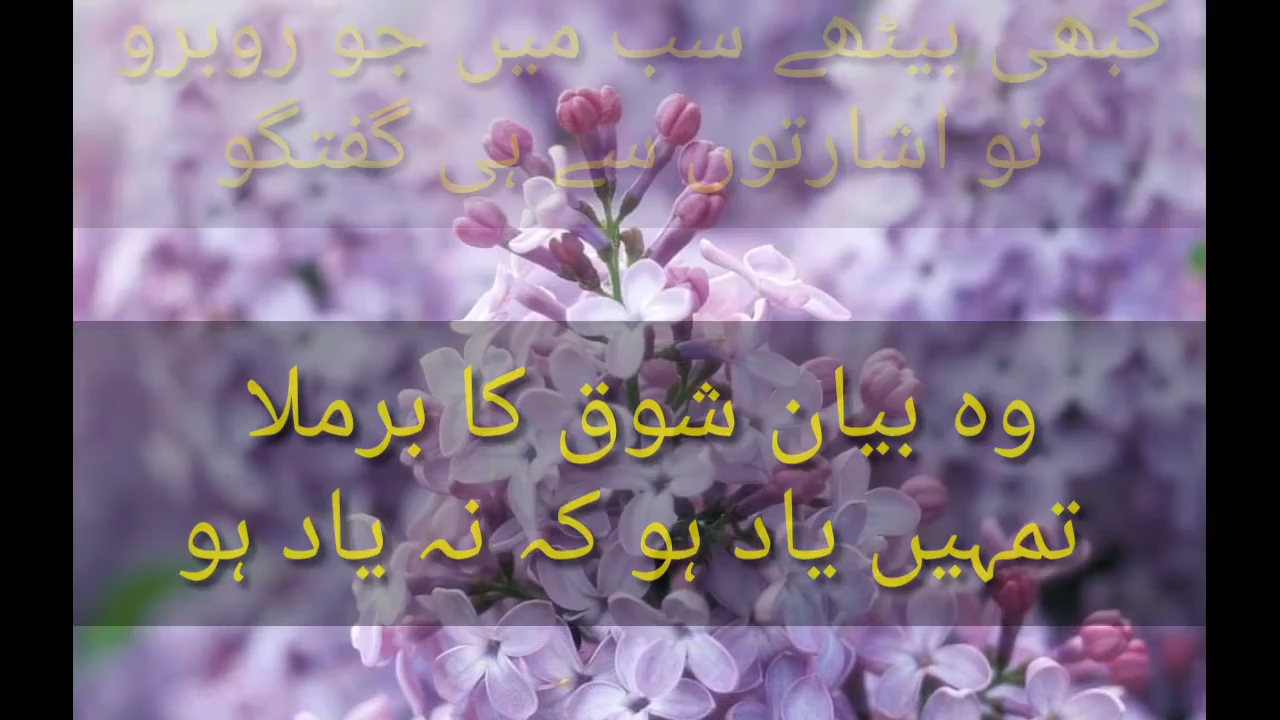 کبھی بیٹھے سب میں جو روبرو
تو اشارتوں سے ہی گفتگو
وہ بیان شوق کا برملا
تمہیں یاد ہو کہ نہ یاد ہو